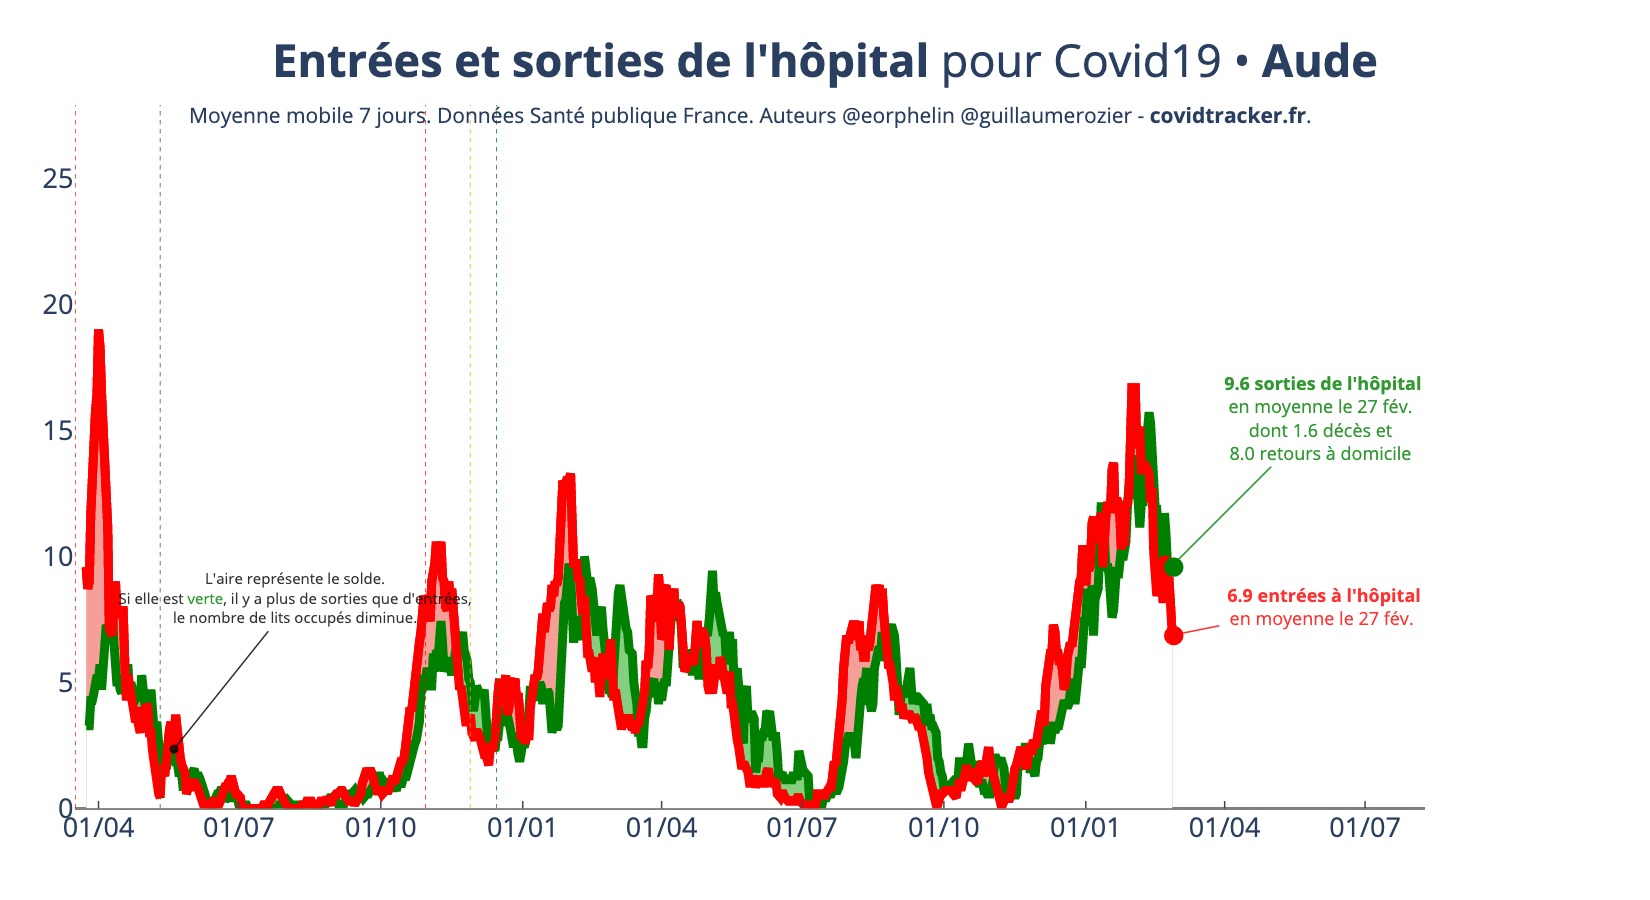 Entrées et sorties de l'hôpital pour Covid19 • Aude
Moyenne mobile 7 jours. Données Santé publique France. Auteurs @eorphelin @guillaumerozier - covidtracker.fr.
25
20
15
10
5
0
9.6 sorties de l'hôpital
en moyenne le 27 fév.
dont 1.6 décès et
8.0 retours à domicile
6.9 entrées à l'hôpital
en moyenne le 27 fév.
L'aire représente le solde.
Si elle est verte, il y a plus de sorties que d'entrées,
le nombre de lits occupés diminue.
01/04 01/07 01/10 01/01 01/04 01/07 01/10 01/01 01/04 01/07